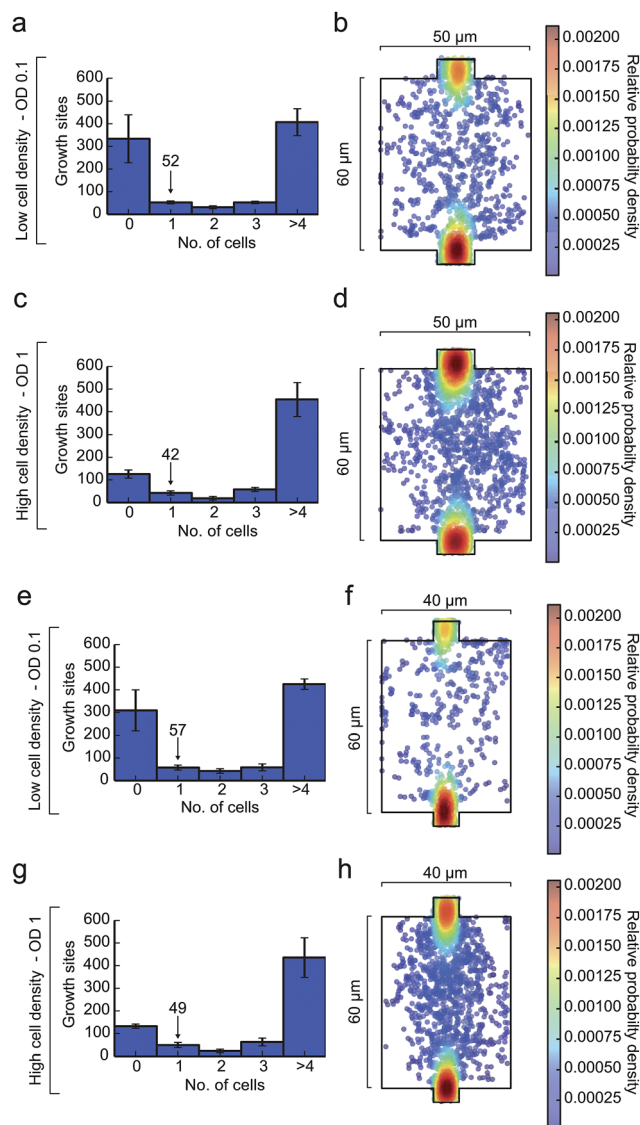 a
Low cell density - OD 0.1
Growth sites
600
500
400
300
200
100
0
52
0 1 2 3 >4
No. of cells
b
50 µm
60 µm
0.00200
0.00175
0.00150
0.00125
0.00100
0.00075
0.00050
0.00025
Relative probabilty density
c
High cell density - OD 1
Growth sites
600
500
400
300
200
100
0
42
0 1 2 3 >4
No. of cells
d
50 µm
60 µm
0.00200
0.00175
0.00150
0.00125
0.00100
0.00075
0.00050
0.00025
Relative probabilty density
e
Low cell density - OD 0.1
Growth sites
600
500
400
300
200
100
0
57
0 1 2 3 >4
No. of cells
f
40 µm
60 µm
0.00200
0.00175
0.00150
0.00125
0.00100
0.00075
0.00050
0.00025
Relative probabilty density
g
High cell density - OD 1
Growth sites
600
500
400
300
200
100
0
49
0 1 2 3 >4
No. of cells
h
40 µm
60 µm
0.00200
0.00175
0.00150
0.00125
0.00100
0.00075
0.00050
0.00025
Relative probabilty density